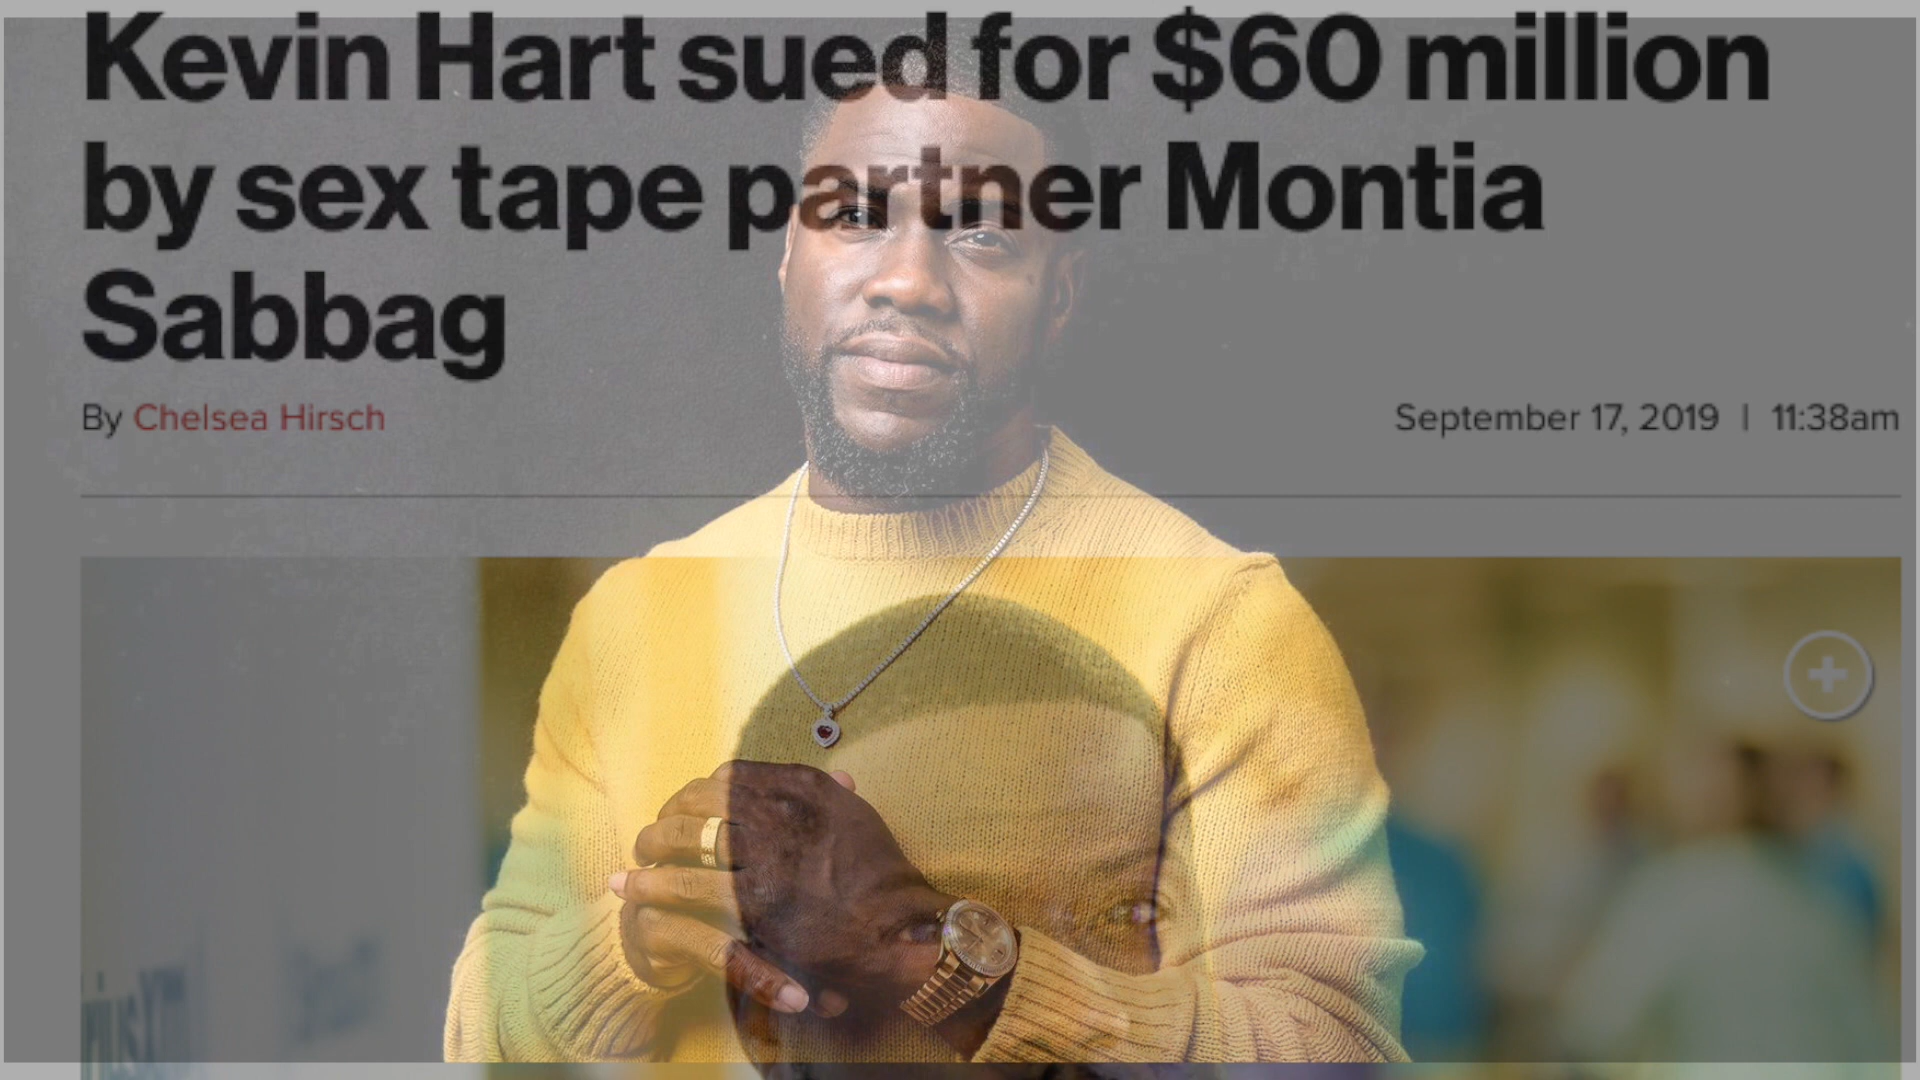 Kevin Hart sued for $60 million
by sex tape partner Montia
Sabbag
By Chelsea Hirsch
September 17, 2019 | 11:38am
riusXM